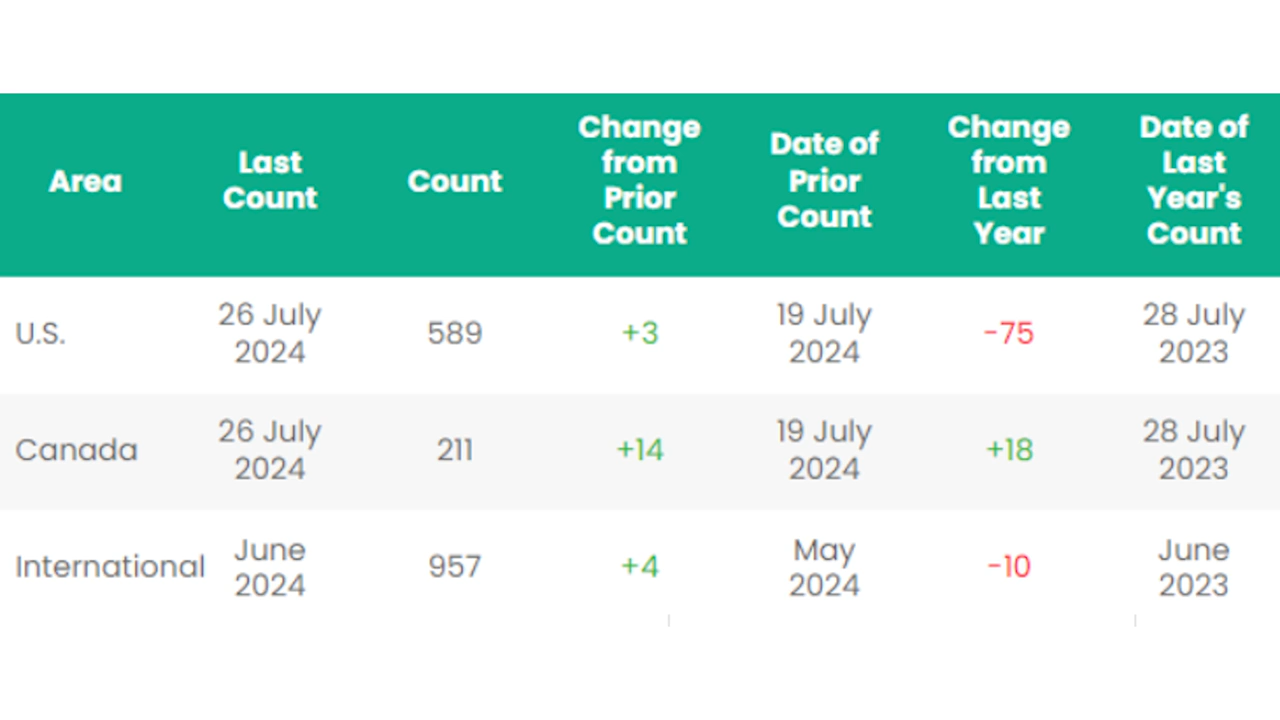 Area Last Count Count Change from Prior Count Date of Prior Count Change from Last Year Date of Last Year's Count
U.S. 26 July 2024 589 +3 19 July 2024 -75 28 July 2023
Canada 26 July 2024 211 +14 19 July 2024 +18 28 July 2023
International June 2024 957 +4 May 2024 -10 June 2023